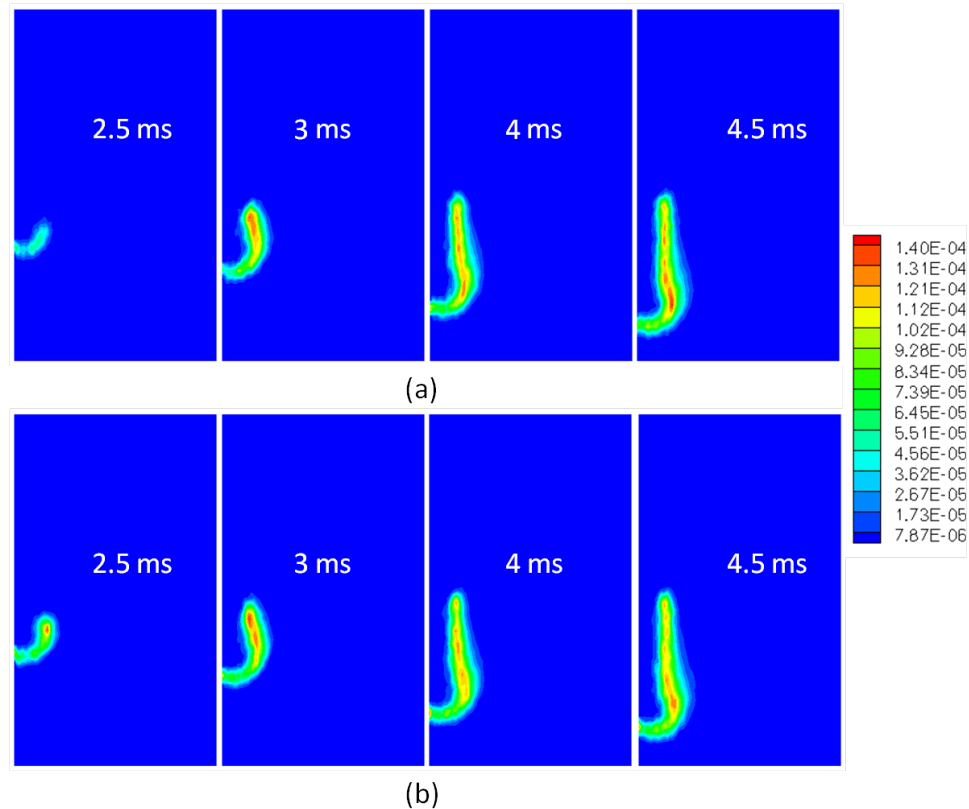 2.5 ms 3 ms 4 ms 4.5 ms
1.40E-04
1.31E-04
1.21E-04
1.12E-04
1.02E-04
9.28E-05
8.34E-05
7.39E-05
6.45E-05
5.51E-05
4.56E-05
3.62E-05
2.67E-05
1.73E-05
7.87E-06
(a)
2.5 ms 3 ms 4 ms 4.5 ms
(b)